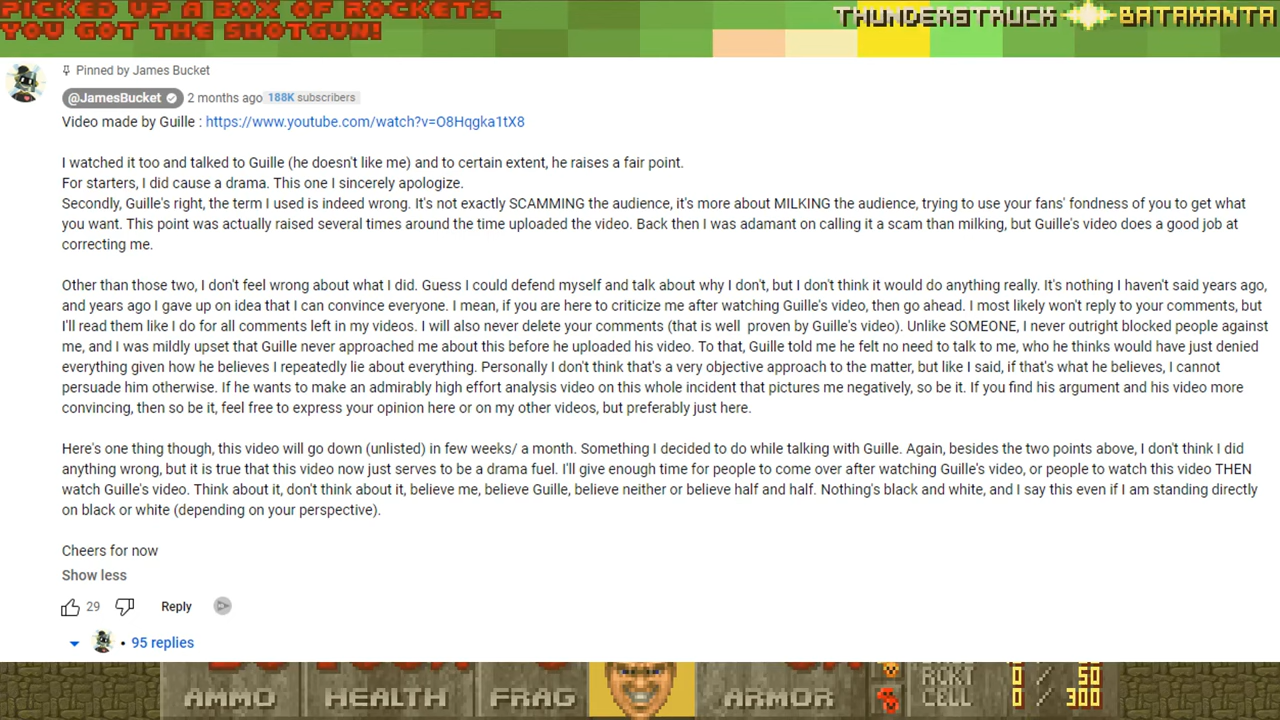 PICKED UP A BOX OF ROCKETS.
YOU GOT THE SHOTGUN!
THUNDERSTRUCK BATAKANTA
Pinned by James Bucket
@JamesBucket 2 months ago 188K subscribers
Video made by Guille : https://www.youtube.com/watch?v=O8Hqgka1tX8
I watched it too and talked to Guille (he doesn't like me) and to certain extent, he raises a fair point.
For starters, I did cause a drama. This one I sincerely apologize.
Secondly, Guille's right, the term I used is indeed wrong. It's not exactly SCAMMING the audience, it's more about MILKING the audience, trying to use your fans' fondness of you to get what
you want. This point was actually raised several times around the time uploaded the video. Back then I was adamant on calling it a scam than milking, but Guille's video does a good job at
correcting me.
Other than those two, I don't feel wrong about what I did. Guess I could defend myself and talk about why I don't, but I don't think it would do anything really. It's nothing I haven't said years ago,
and years ago I gave up on idea that I can convince everyone. I mean, if you are here to criticize me after watching Guille's video, then go ahead. I most likely won't reply to your comments, but
I'll read them like I do for all comments left in my videos. I will also never delete your comments (that is well proven by Guille's video). Unlike SOMEONE, I never outright blocked people against
me, and I was mildly upset that Guille never approached me about this before he uploaded his video. To that, Guille told me he felt no need to talk to me, who he thinks would have just denied
everything given how he believes I repeatedly lie about everything. Personally I don't think that's a very objective approach to the matter, but like I said, if that's what he believes, I cannot
persuade him otherwise. If he wants to make an admirably high effort analysis video on this whole incident that pictures me negatively, so be it. If you find his argument and his video more
convincing, then so be it, feel free to express your opinion here or on my other videos, but preferably just here.
Here's one thing though, this video will go down (unlisted) in few weeks/ a month. Something I decided to do while talking with Guille. Again, besides the two points above, I don't think I did
anything wrong, but it is true that this video now just serves to be a drama fuel. I'll give enough time for people to come over after watching Guille's video, or people to watch this video THEN
watch Guille's video. Think about it, don't think about it, believe me, believe Guille, believe neither or believe half and half. Nothing's black and white, and I say this even if I am standing directly
on black or white (depending on your perspective).
Cheers for now
Show less
29 Reply
95 replies
RCKT 0 / 50
AMMO HEALTH FRAG ARMOR CELL 0 / 300